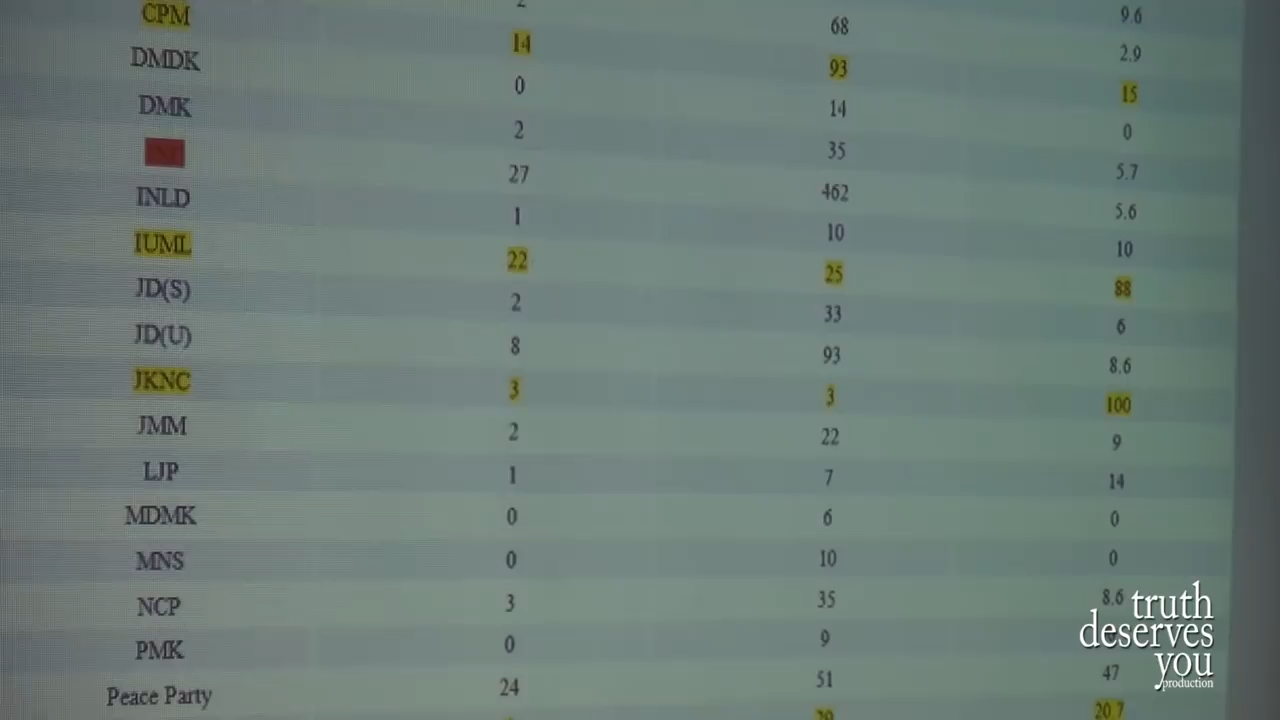 9.6
2 68 2.9
CPM 14 93 15
DMDK 0 14 0
DMK 2 35 5.7
27 462 5.6
INLD 1 10 10
IUML 22 25 88
JD(S) 2 33 6
JD(U) 8 93 8.6
JKNC 3 3 100
JMM 2 22 9
LJP 1 7 14
MDMK 0 6 0
MNS 0 10 0
NCP 3 35 8.6
PMK 0 9
Peace Party 24 51 47
29 20.7
truth
deserves
you
production